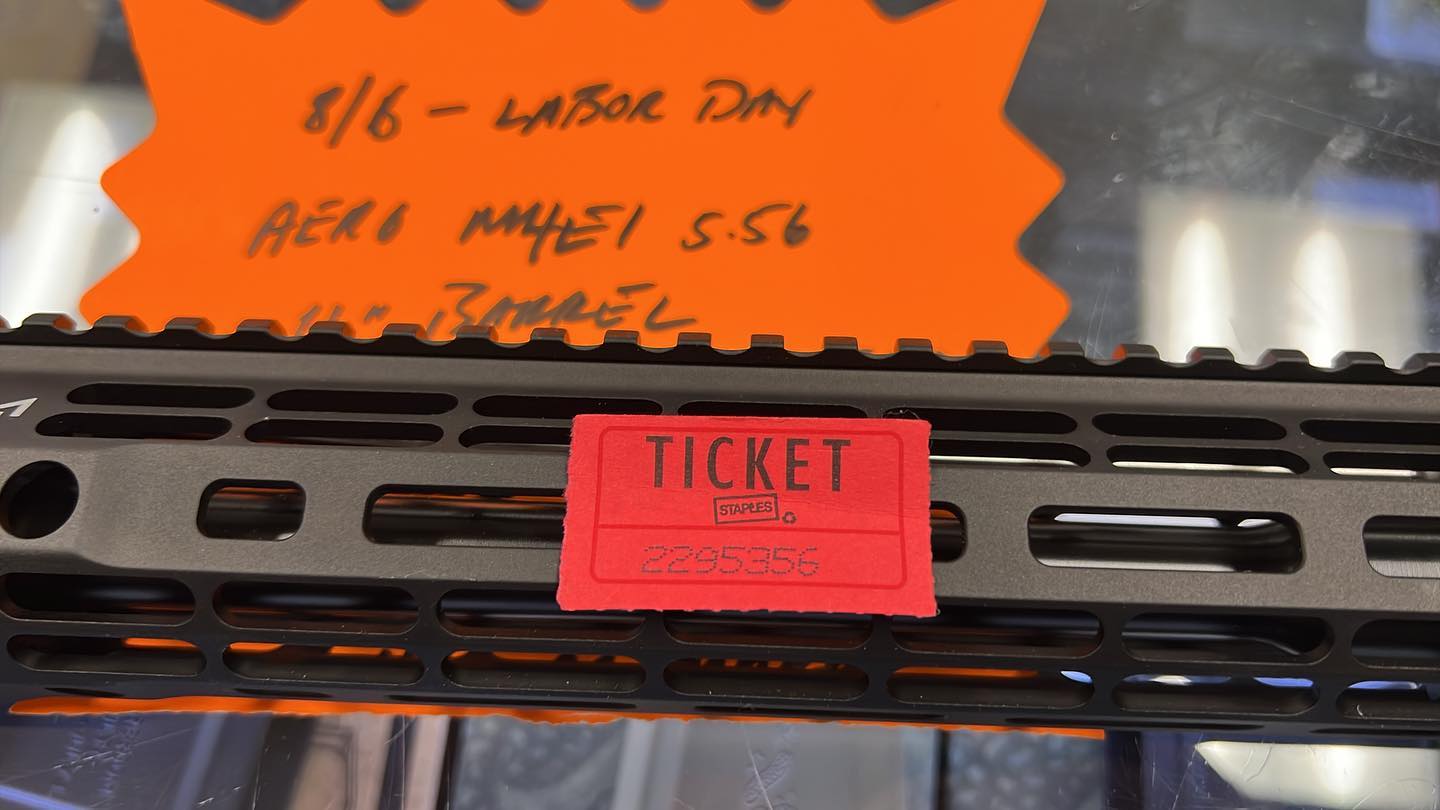 8/6 - LABOR DAY
AERO M4E1 5.56
BARREL
TICKET
STAPLES
2295356